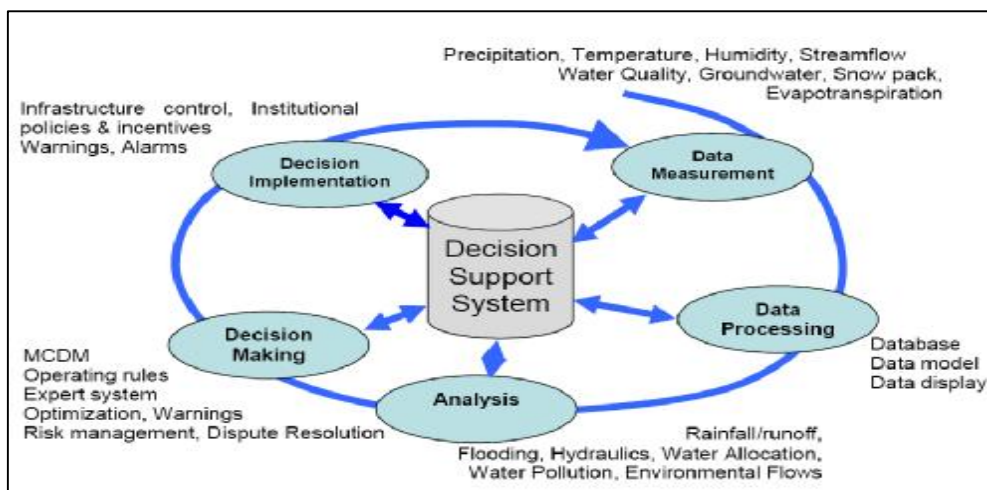 Precipitation, Temperature, Humidity, Streamflow
Water Quality, Groundwater, Snow pack,
Evapotranspiration
Infrastructure control, Institutional
policies & incentives
Warnings, Alarms
Decision
Implementation
Data
Measurement
Decision
Support
System
Decision
Making
Data
Processing
MCDM
Operating rules
Expert system
Optimization, Warnings
Risk management, Dispute Resolution
Database
Data model
Data display
Analysis
Rainfall/runoff,
Flooding, Hydraulics, Water Allocation,
Water Pollution, Environmental Flows